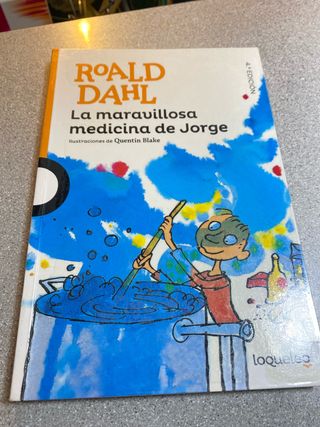 ROALD
DAHL
4.ª EDICIÓN
La maravillosa
medicina de Jorge
Ilustraciones de Quentin Blake
loqueleo